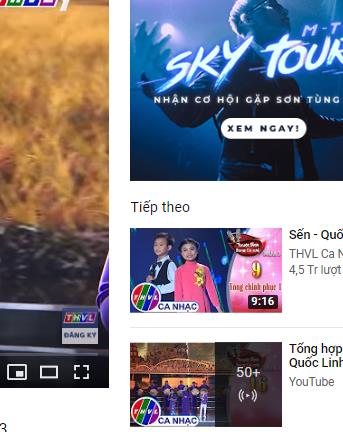 THVL
M-T
SKY TOUR
NHẬN CƠ HỘI GẶP SƠN TÙNG
XEM NGAY!
Tiếp theo
Sến - Quố
THVL Ca N
4,5 Tr lượt
9
Tông chinh phục 1
9:16
THVL
CA NHẠC
THVL
ĐĂNG KÝ
Tổng hợp
Quốc Linh
YouTube
50+
THVL
CA NHẠC
3